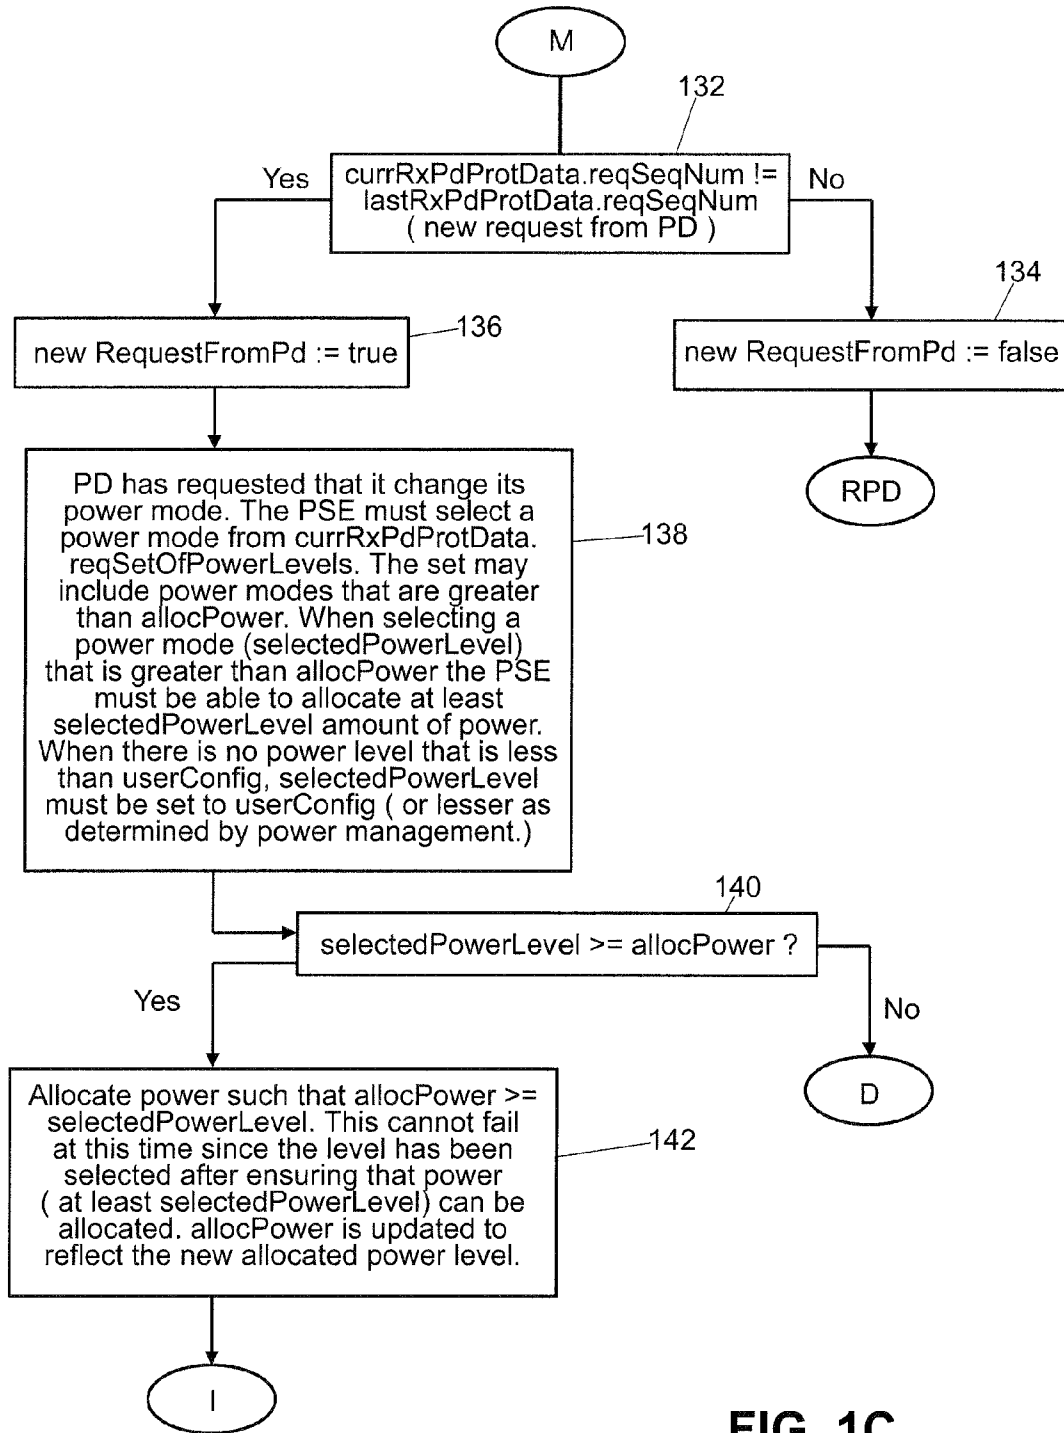 M
132
currRxPdProtData.reqSeqNum !=
lastRxPdProtData.reqSeqNum
( new request from PD )
Yes
No
134
136
new RequestFromPd := true
new RequestFromPd := false
RPD
PD has requested that it change its
power mode. The PSE must select a
power mode from currRxPdProtData.
reqSetOfPowerLevels. The set may
include power modes that are greater
than allocPower. When selecting a
power mode (selectedPowerLevel)
that is greater than allocPower the PSE
must be able to allocate at least
selectedPowerLevel amount of power.
When there is no power level that is less
than userConfig, selectedPowerLevel
must be set to userConfig ( or lesser as
determined by power management.)
138
140
selectedPowerLevel >= allocPower ?
Yes
No
D
Allocate power such that allocPower >=
selectedPowerLevel. This cannot fail
at this time since the level has been
selected after ensuring that power
( at least selectedPowerLevel) can be
allocated. allocPower is updated to
reflect the new allocated power level.
142
I
FIG. 1C